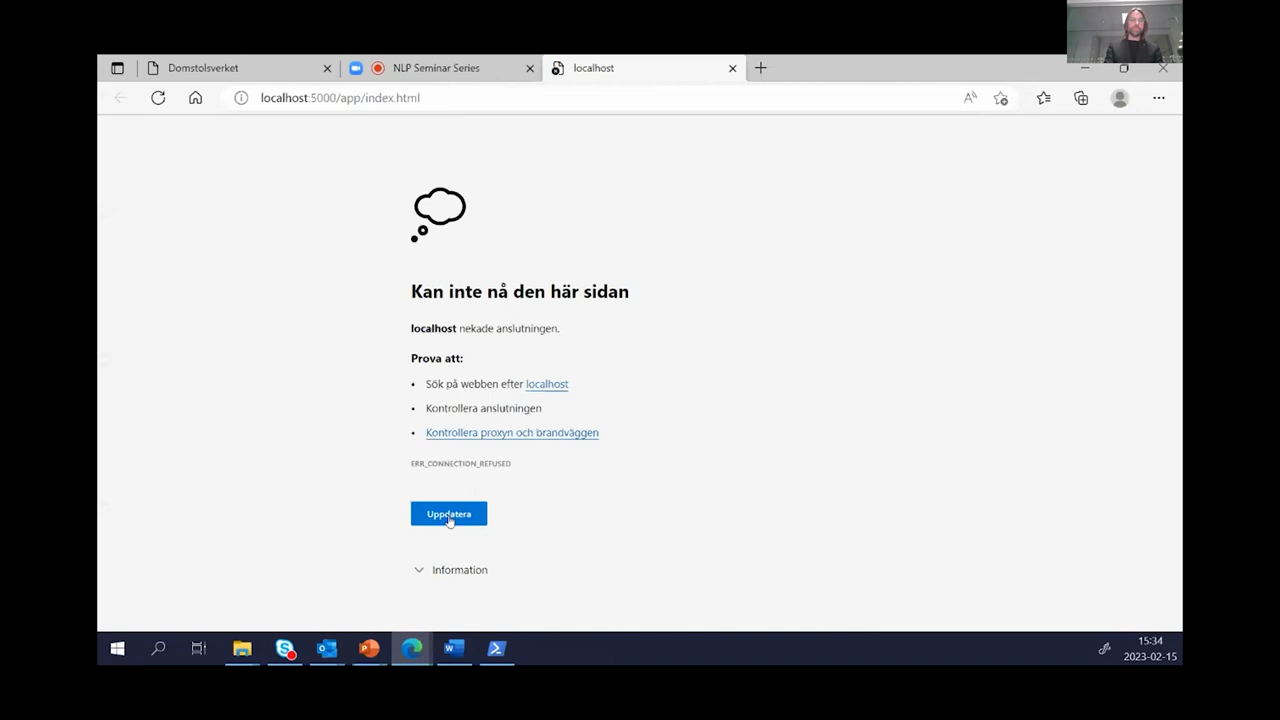 Domstolsverket
NLP Seminar Series
localhost
localhost:5000/app/index.html
Kan inte nå den här sidan
localhost nekade anslutningen.
Prova att:
• Sök på webben efter localhost
• Kontrollera anslutningen
• Kontrollera proxyn och brandväggen
ERR_CONNECTION_REFUSED
Uppdatera
Information
15:34
2023-02-15